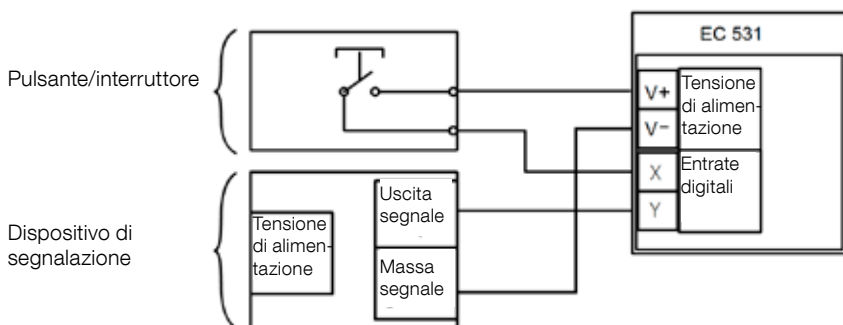 EC 531
Pulsante/interruttore
V+
Tensione
di alimen-
tazione
V-
X
Entrate
digitali
Y
Dispositivo di
segnalazione
Tensione
di alimen-
tazione
Uscita
segnale
Massa
segnale